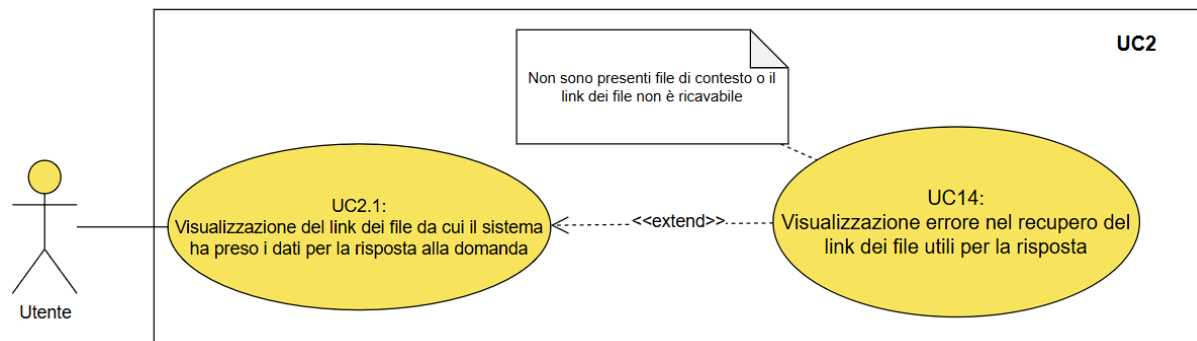 UC2
Non sono presenti file di contesto o il
link dei file non è ricavabile
UC2.1:
Visualizzazione del link dei file da cui il sistema
ha preso i dati per la risposta alla domanda
<<extend>>
UC14:
Visualizzazione errore nel recupero del
link dei file utili per la risposta
Utente